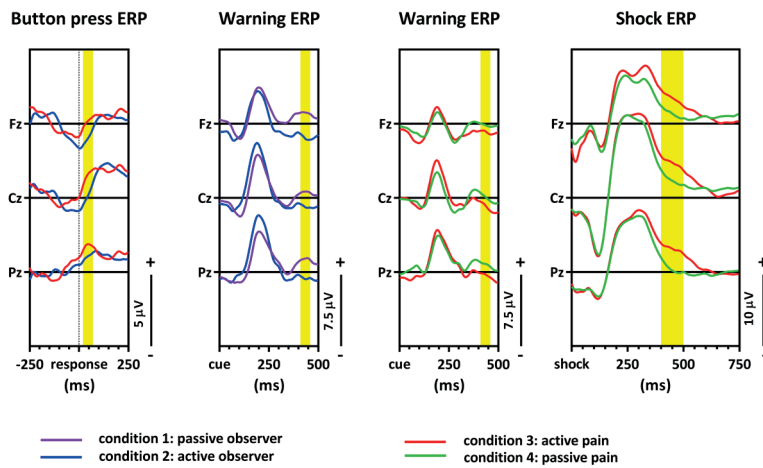 Button press ERP
Warning ERP
Warning ERP
Shock ERP
Fz
Fz
Fz
Fz
Cz
Cz
Cz
Cz
Pz
Pz
Pz
Pz
+
5 μV
-
+
7.5 μV
-
+
7.5 μV
-
+
10 μV
-
-250 response 250
(ms)
cue 250 500
(ms)
cue 250 500
(ms)
shock 250 500 750
(ms)
condition 1: passive observer
condition 2: active observer
condition 3: active pain
condition 4: passive pain